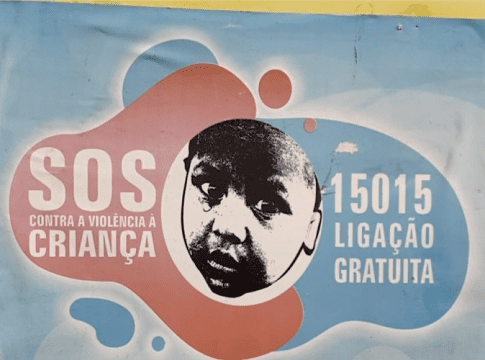 SOS
CONTRA A VIOLÊNCIA À
CRIANÇA
15015
LIGAÇÃO
GRATUITA